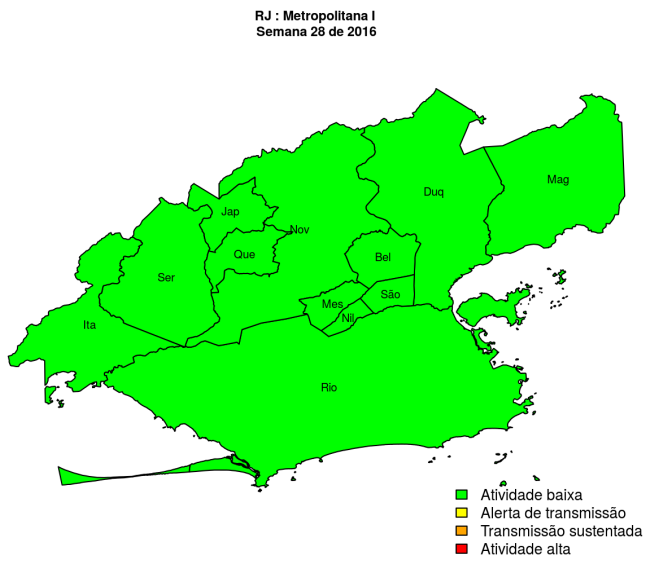 RJ : Metropolitana I
Semana 28 de 2016
Mag
Duq
Jap
Nov
Que
Bel
Ser
São
Mes
Nil
Ita
Rio
Atividade baixa
Alerta de transmissão
Transmissão sustentada
Atividade alta